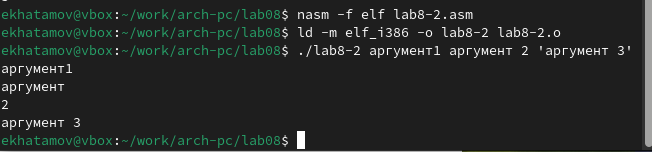 ekhatamov@vbox:~/work/arch-pc/lab08$ nasm -f elf lab8-2.asm
ekhatamov@vbox:~/work/arch-pc/lab08$ ld -m elf_i386 -o lab8-2 lab8-2.o
ekhatamov@vbox:~/work/arch-pc/lab08$ ./lab8-2 аргумент1 аргумент 2 'аргумент 3'
аргумент1
аргумент
2
аргумент 3
ekhatamov@vbox:~/work/arch-pc/lab08$